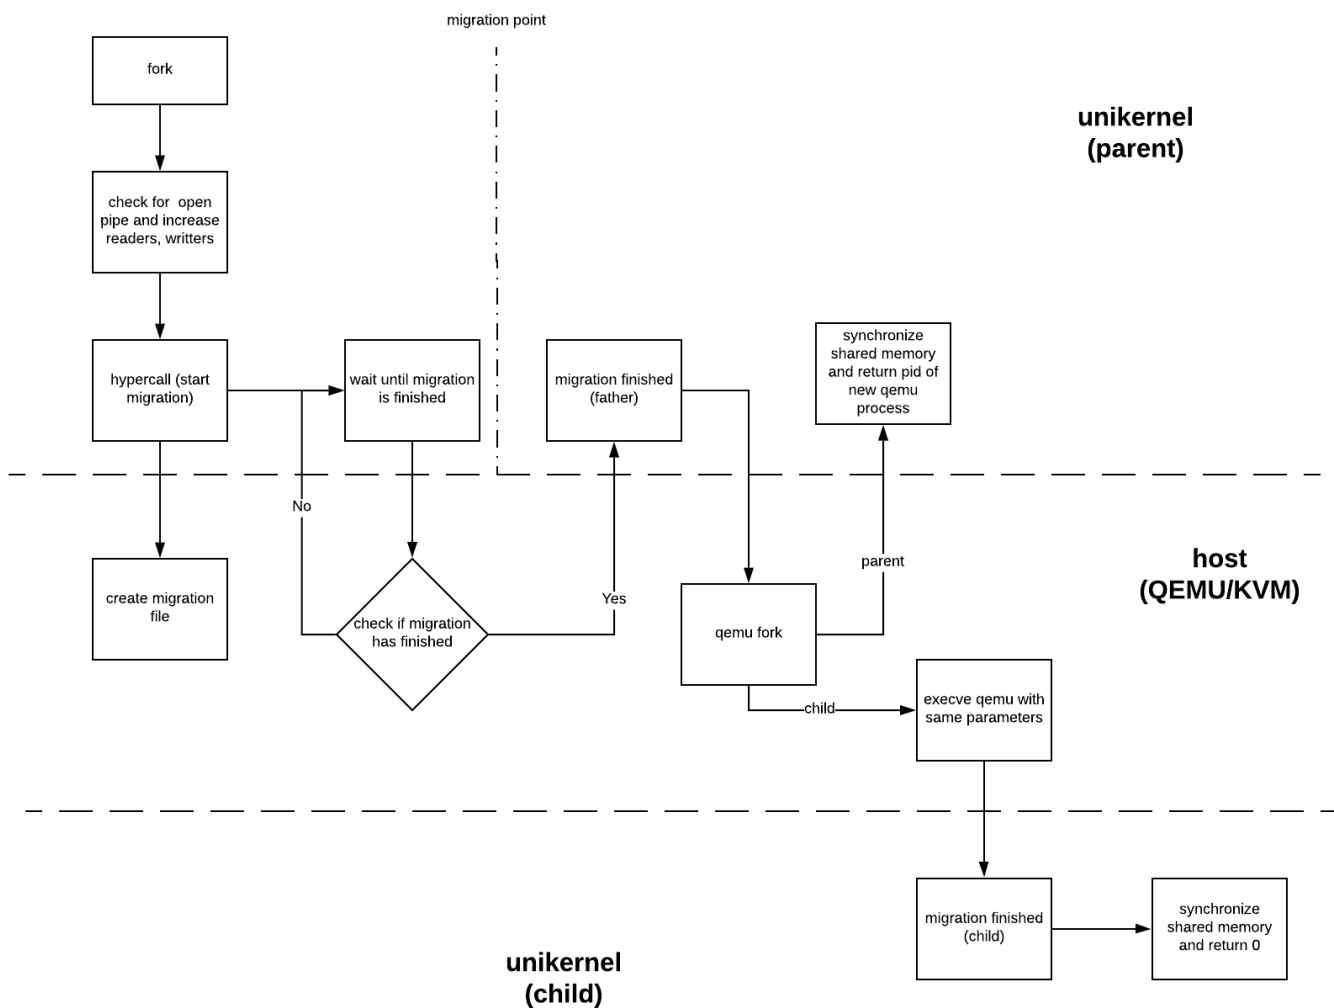 migration point
fork
unikernel
(parent)
check for  open
pipe and increase
readers, writters
hypercall (start
migration)
wait until migration
is finished
migration finished
(father)
synchronize
shared memory
and return pid of
new qemu
process
No
Yes
parent
host
(QEMU/KVM)
create migration
file
check if migration
has finished
qemu fork
child
execve qemu with
same parameters
migration finished
(child)
synchronize
shared memory
and return 0
unikernel
(child)